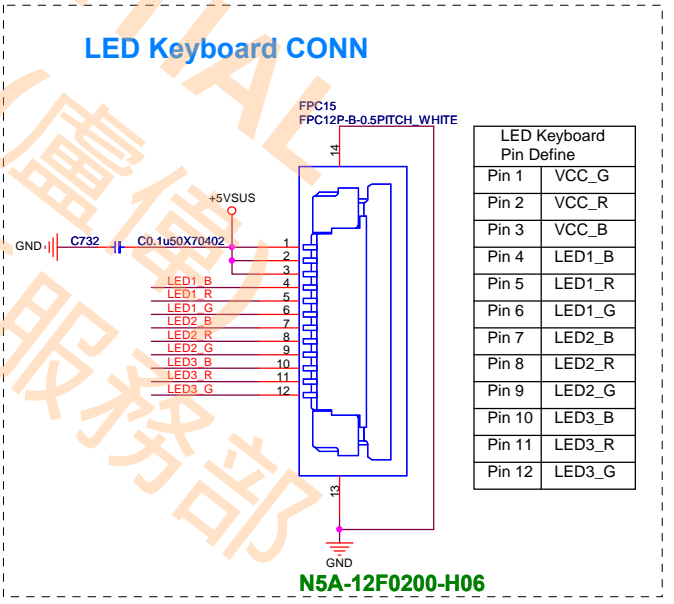 LED Keyboard CONN
FPC15
FPC12P-B-0.5PITCH_WHITE
14
+5VSUS
GND
C732
C0.1u50X70402
1
2
3
LED1_B 4
LED1_R 5
LED1_G 6
LED2_B 7
LED2_R 8
LED2_G 9
LED3_B 10
LED3_R 11
LED3_G 12
13
GND
N5A-12F0200-H06
LED Keyboard
Pin Define
Pin 1 VCC_G
Pin 2 VCC_R
Pin 3 VCC_B
Pin 4 LED1_B
Pin 5 LED1_R
Pin 6 LED1_G
Pin 7 LED2_B
Pin 8 LED2_R
Pin 9 LED2_G
Pin 10 LED3_B
Pin 11 LED3_R
Pin 12 LED3_G
TIAL
(盧偉)
服務部